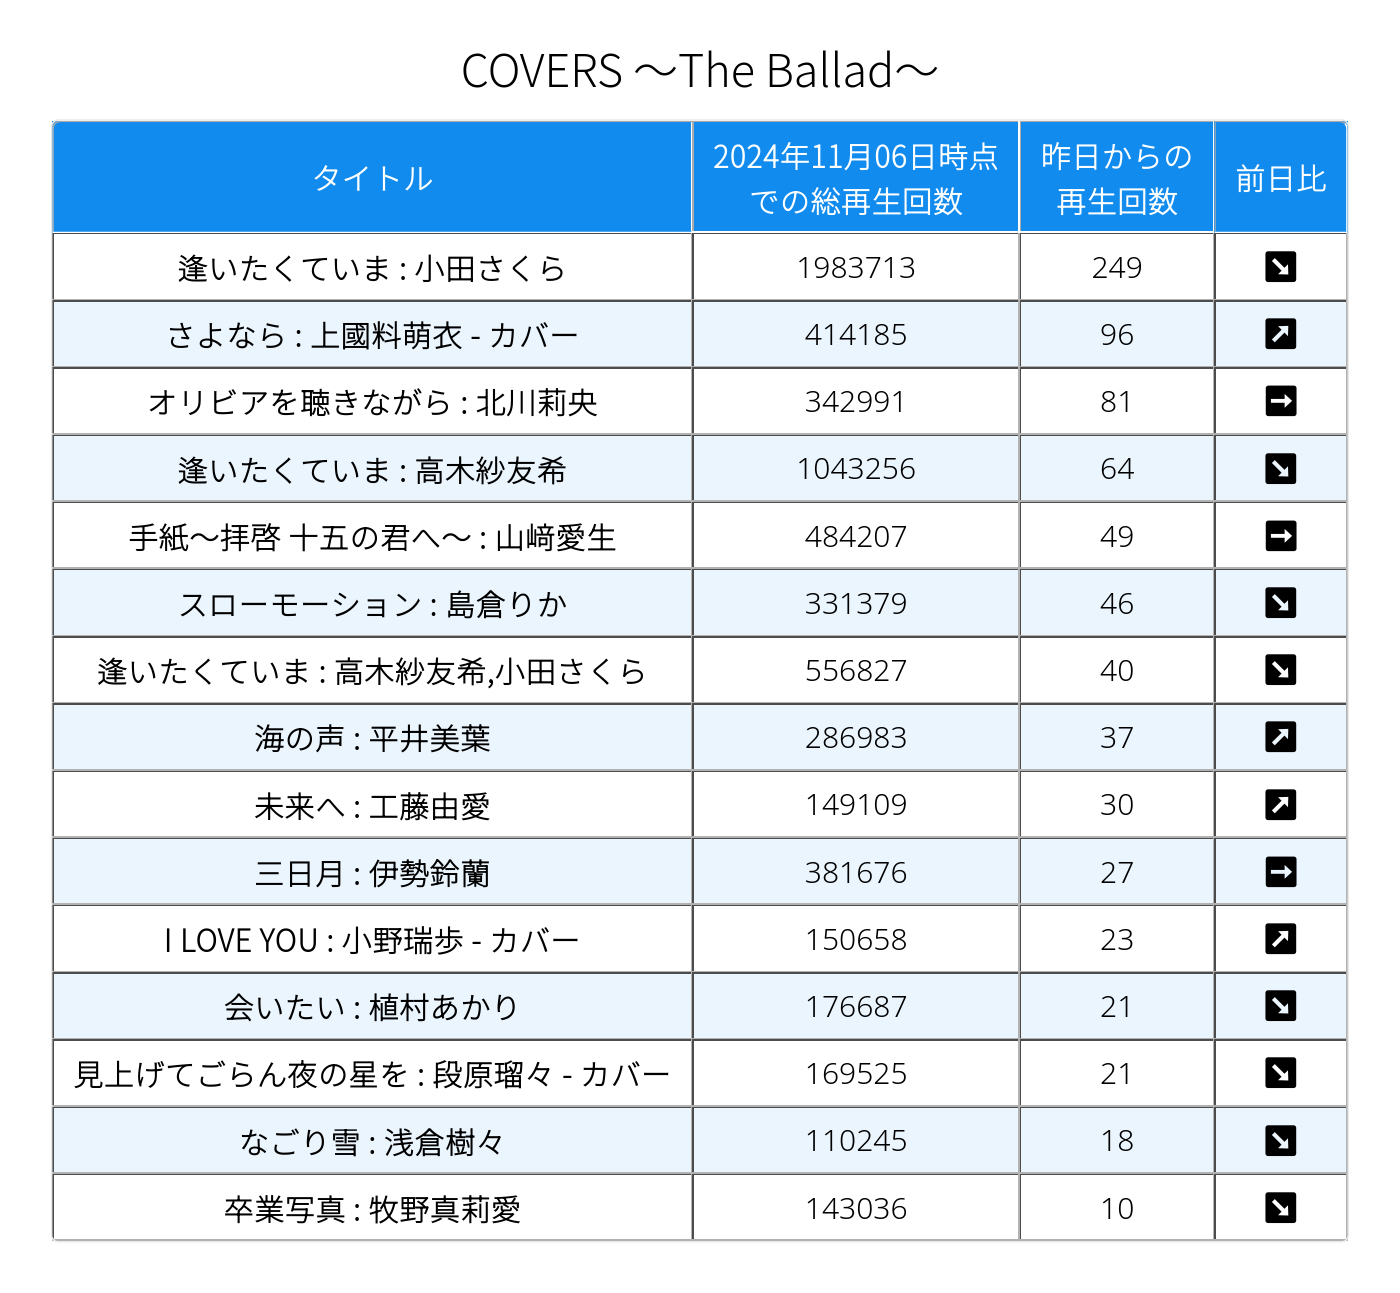 COVERS ～The Ballad～
タイトル
2024年11月06日時点
での総再生回数
昨日からの
再生回数
前日比
逢いたくていま : 小田さくら 1983713 249 ↘
さよなら : 上國料萌衣 - カバー 414185 96 ↗
オリビアを聴きながら : 北川莉央 342991 81 →
逢いたくていま : 高木紗友希 1043256 64 ↘
手紙～拝啓 十五の君へ～ : 山﨑愛生 484207 49 →
スローモーション : 島倉りか 331379 46 ↘
逢いたくていま : 高木紗友希,小田さくら 556827 40 ↘
海の声 : 平井美葉 286983 37 ↗
未来へ : 工藤由愛 149109 30 ↗
三日月 : 伊勢鈴蘭 381676 27 →
I LOVE YOU : 小野瑞歩 - カバー 150658 23 ↗
会いたい : 植村あかり 176687 21 ↘
見上げてごらん夜の星を : 段原瑠々 - カバー 169525 21 ↘
なごり雪 : 浅倉樹々 110245 18 ↘
卒業写真 : 牧野真莉愛 143036 10 ↘